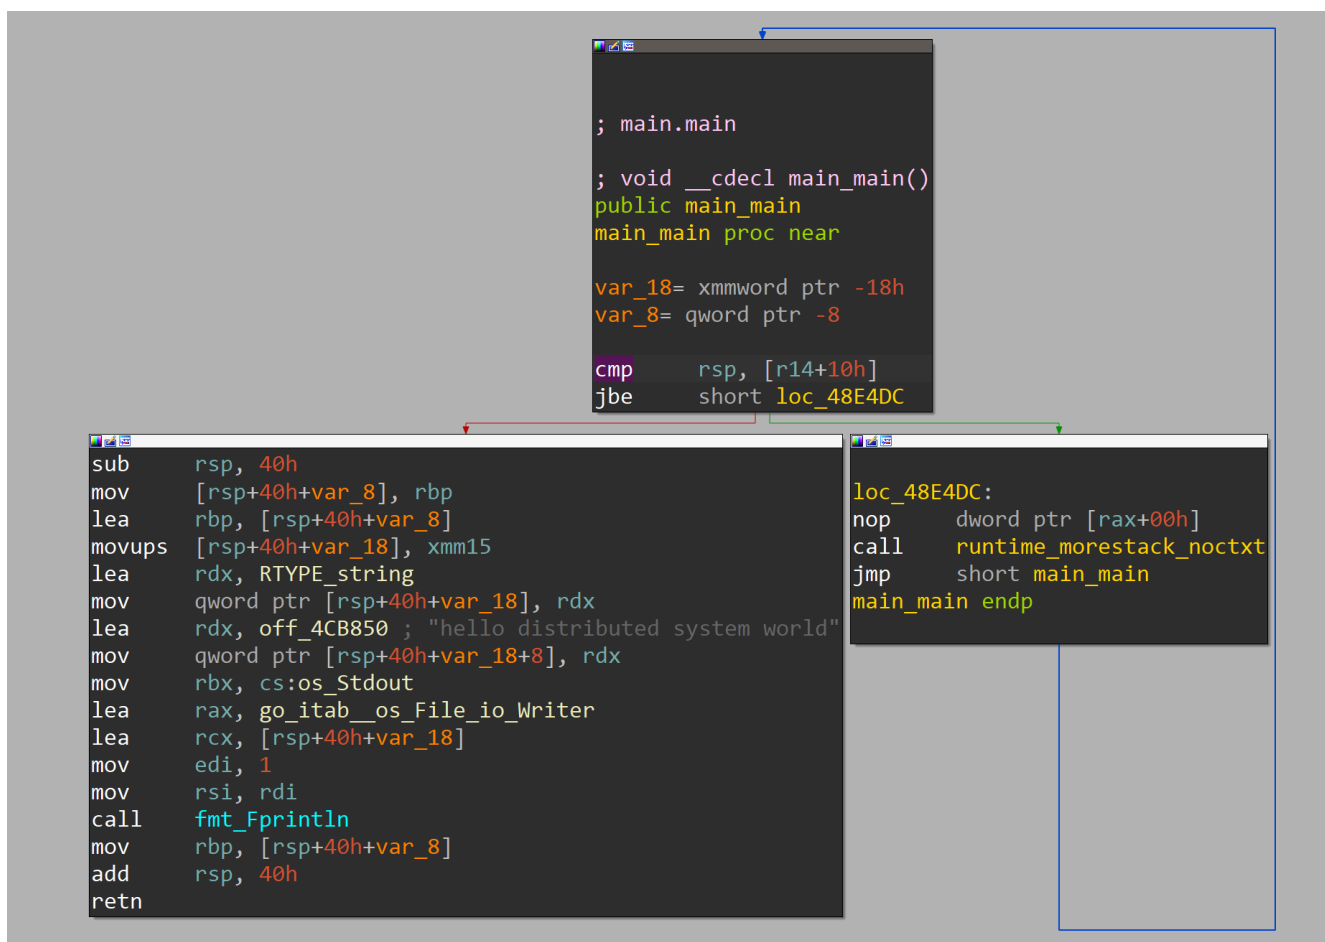 ; main.main
; void __cdecl main_main()
public main_main
main_main proc near
var_18= xmmword ptr -18h
var_8= qword ptr -8
cmp rsp, [r14+10h]
jbe short loc_48E4DC
sub rsp, 40h
mov [rsp+40h+var_8], rbp
lea rbp, [rsp+40h+var_8]
movups [rsp+40h+var_18], xmm15
lea rdx, RTYPE_string
mov qword ptr [rsp+40h+var_18], rdx
lea rdx, off_4CB850 ; "hello distributed system world"
mov qword ptr [rsp+40h+var_18+8], rdx
mov rbx, cs:os_Stdout
lea rax, go_itab__os_File_io_Writer
lea rcx, [rsp+40h+var_18]
mov edi, 1
mov rsi, rdi
call fmt_Fprintln
mov rbp, [rsp+40h+var_8]
add rsp, 40h
retn
loc_48E4DC:
nop dword ptr [rax+00h]
call runtime_morestack_noctxt
jmp short main_main
main_main endp